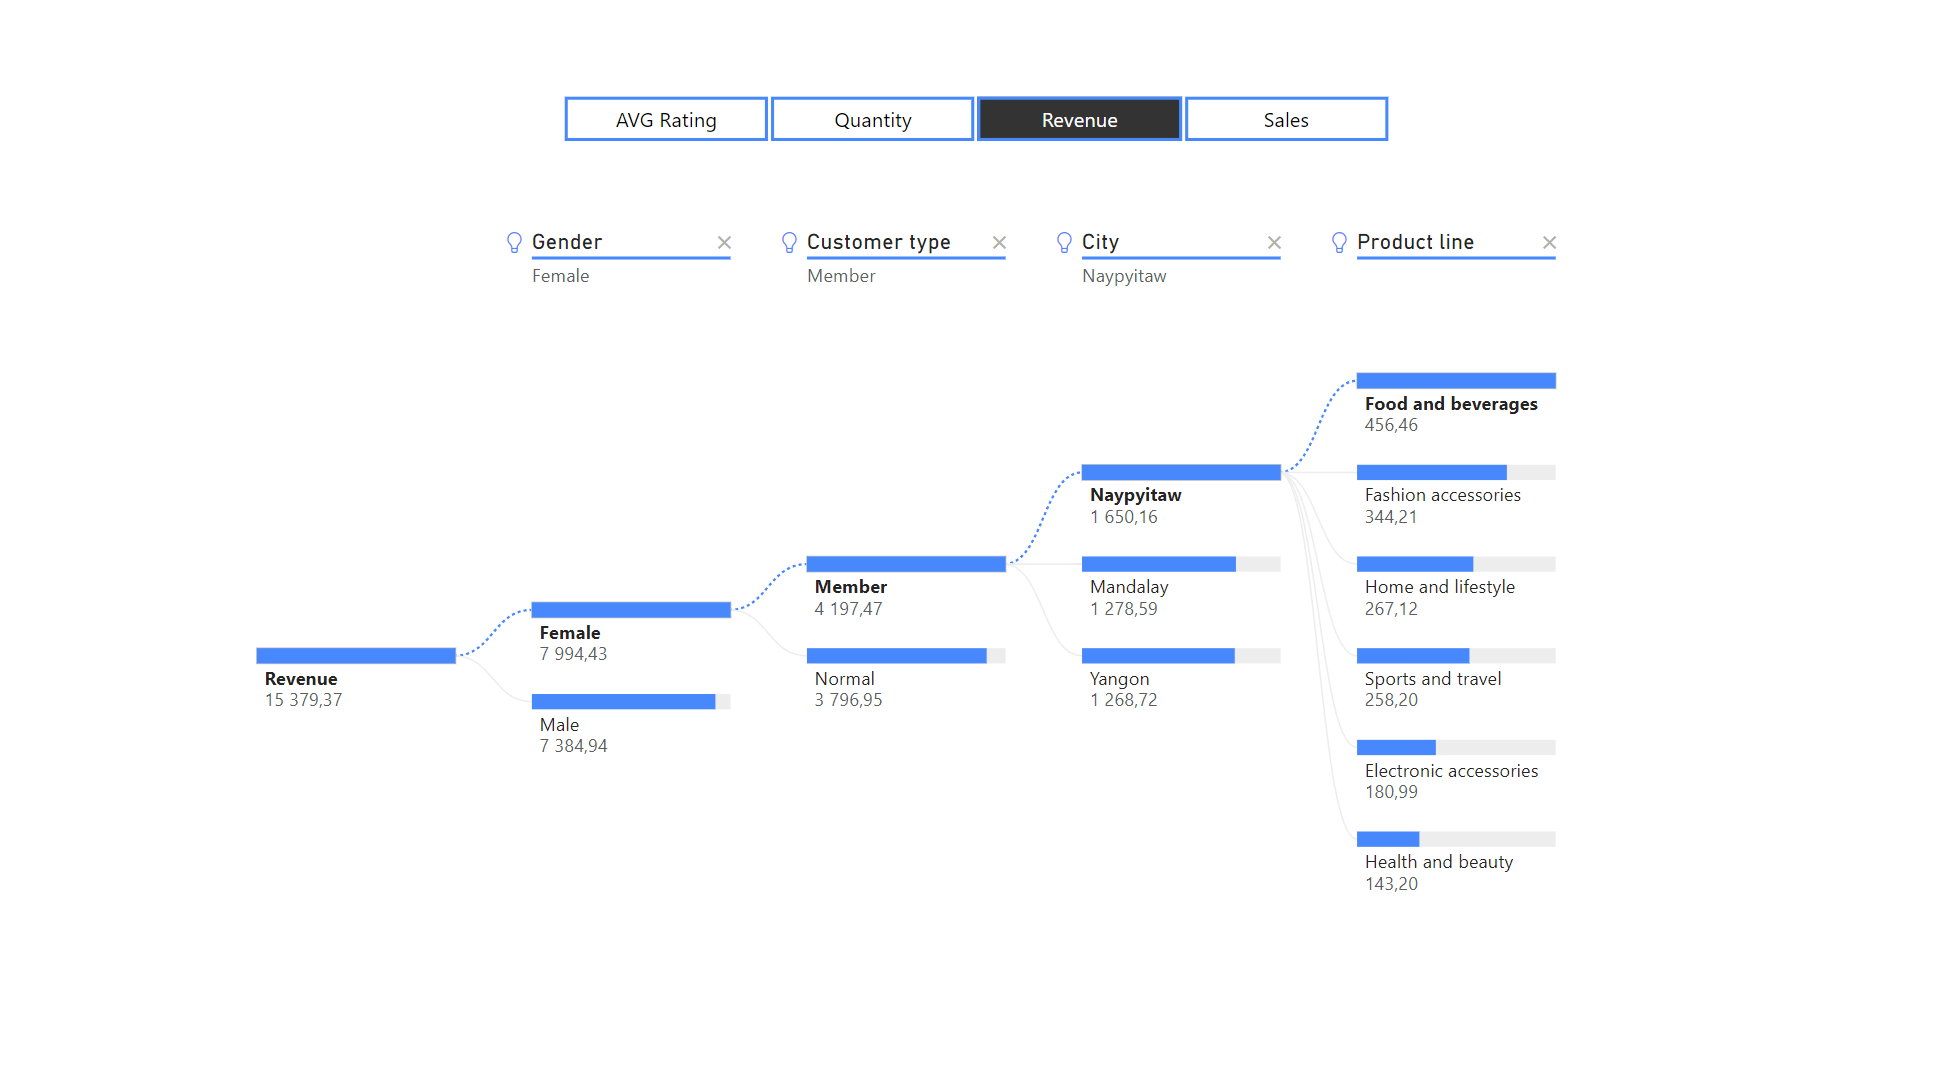 AVG Rating
Quantity
Revenue
Sales
Gender
Female
Customer type
Member
City
Naypyitaw
Product line
Revenue
15 379,37
Female
7 994,43
Male
7 384,94
Member
4 197,47
Normal
3 796,95
Naypyitaw
1 650,16
Mandalay
1 278,59
Yangon
1 268,72
Food and beverages
456,46
Fashion accessories
344,21
Home and lifestyle
267,12
Sports and travel
258,20
Electronic accessories
180,99
Health and beauty
143,20